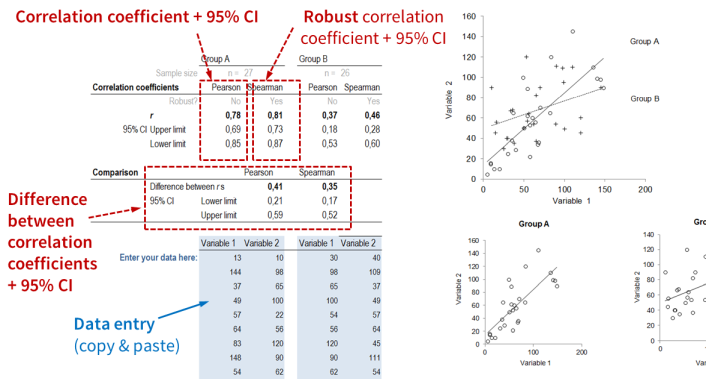 Correlation coefficient + 95% CI
Robust correlation
coefficient + 95% CI
Group A Group B
Sample size n = 27 n = 26
Correlation coefficients Pearson Spearman Pearson Spearman
Robust? No Yes No Yes
r 0,78 0,81 0,37 0,46
95% CI Upper limit 0,69 0,73 0,18 0,28
Lower limit 0,85 0,87 0,53 0,60
Comparison Pearson Spearman
Difference between r s 0,41 0,35
95% CI Lower limit 0,21 0,17
Upper limit 0,59 0,52
Difference
between
correlation
coefficients
+ 95% CI
Variable 1 Variable 2 Variable 1 Variable 2
Enter your data here: 13 10 30 40
144 98 98 109
37 65 65 37
49 100 100 49
57 22 54 57
64 56 56 64
83 120 120 45
148 90 90 111
54 62 62 54
Data entry
(copy & paste)
160
140
120
100
80
60
40
20
0
0 50 100 150 200
Variable 2
Variable 1
Group A
Group B
Group A
160
140
120
100
80
60
40
20
0
0 100 200
Variable 2
Variable 1
140
120
100
80
60
40
20
0
0
Variable 2